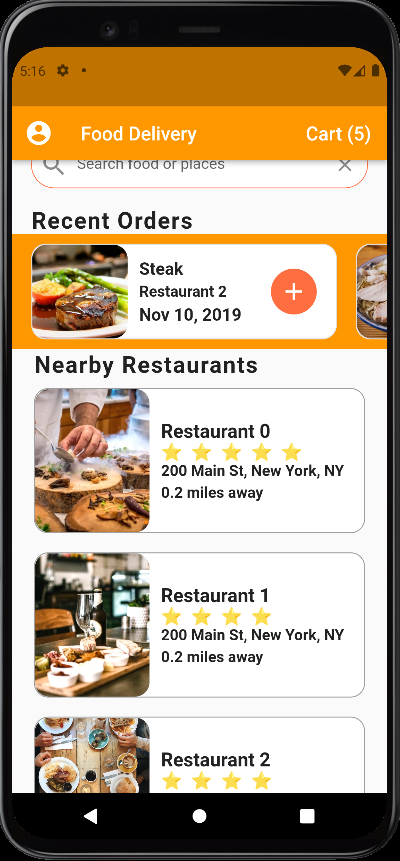 5:16
Food Delivery
Cart (5)
Search food or places
Recent Orders
Steak
Restaurant 2
Nov 10, 2019
+
Nearby Restaurants
Restaurant 0
200 Main St, New York, NY
0.2 miles away
Restaurant 1
200 Main St, New York, NY
0.2 miles away
Restaurant 2